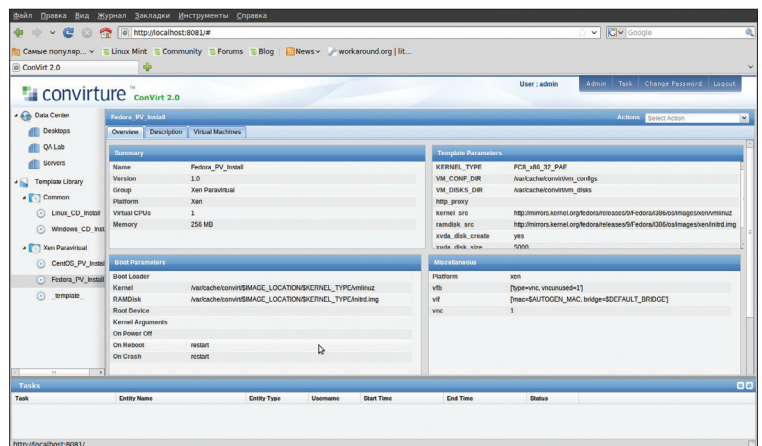 Файл Правка Вид Журнал Закладки Инструменты Справка
http://localhost:8081/#
Google
Самые популяр... Linux Mint Community Forums Blog News workaround.org | lit...
ConVirt 2.0
convirture™ ConVirt 2.0
User : admin
Admin Task Change Password Logout
Data Center
Desktops
QA Lab
Servers
Template Library
Common
Linux_CD_Install
Windows_CD_Inst
Xen Paravirtual
CentOS_PV_Instal
Fedora_PV_Install
_template_
Fedora_PV_Install
Actions Select Action
Overview Description Virtual Machines
Summary
Name Fedora_PV_Install
Version 1.0
Group Xen Paravirtual
Platform Xen
Virtual CPUs 1
Memory 256 MB
Template Parameters
KERNEL_TYPE FC8_x86_32_PAE
VM_CONF_DIR /var/cache/convirt/vm_configs
VM_DISKS_DIR /var/cache/convirt/vm_disks
http_proxy
kernel_src http://mirrors.kernel.org/fedora/releases/9/Fedora/i386/os/images/xen/vmlinuz
ramdisk_src http://mirrors.kernel.org/fedora/releases/9/Fedora/i386/os/images/xen/initrd.img
xvda_disk_create yes
xvda_disk_size 5000
Boot Parameters
Boot Loader
Kernel /var/cache/convirt/$IMAGE_LOCATION/$KERNEL_TYPE/vmlinuz
RAMDisk /var/cache/convirt/$IMAGE_LOCATION/$KERNEL_TYPE/initrd.img
Root Device
Kernel Arguments
On Power Off
On Reboot restart
On Crash restart
Miscellaneous
Platform xen
vfb ['type=vnc, vncunused=1']
vif ['mac=$AUTOGEN_MAC, bridge=$DEFAULT_BRIDGE']
vnc 1
Tasks
Task Entity Name Entity Type Username Start Time End Time Status
http://localhost:8081/